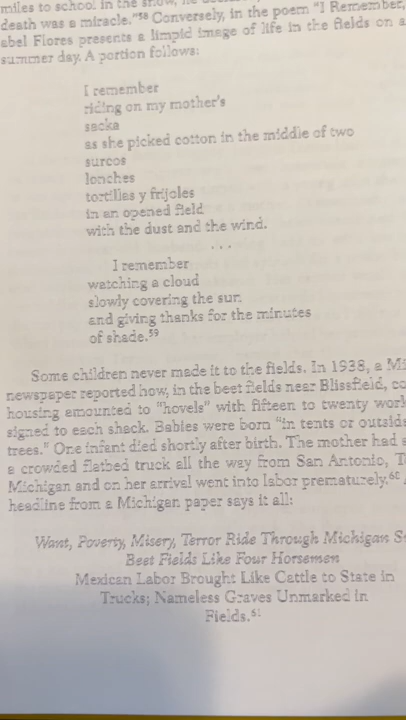 miles to school in the snow, he
death was a miracle."⁵⁸ Conversely, in the poem "I Remember,
abel Flores presents a limpid image of life in the fields on a
summer day. A portion follows:
I remember
riding on my mother's
sacka
as she picked cotton in the middle of two
surcos
lonches
tortillas y frijoles
in an opened field
with the dust and the wind.
. . .
I remember
watching a cloud
slowly covering the sun
and giving thanks for the minutes
of shade.⁵⁹
Some children never made it to the fields. In 1938, a Mi
newspaper reported how, in the beet fields near Blissfield, co
housing amounted to "hovels" with fifteen to twenty work
signed to each shack. Babies were born "in tents or outside
trees." One infant died shortly after birth. The mother had
a crowded flatbed truck all the way from San Antonio, T
Michigan and on her arrival went into labor prematurely.⁶⁰
headline from a Michigan paper says it all:
Want, Poverty, Misery, Terror Ride Through Michigan S
Beet Fields Like Four Horsemen
Mexican Labor Brought Like Cattle to State in
Trucks; Nameless Graves Unmarked in
Fields.⁶¹